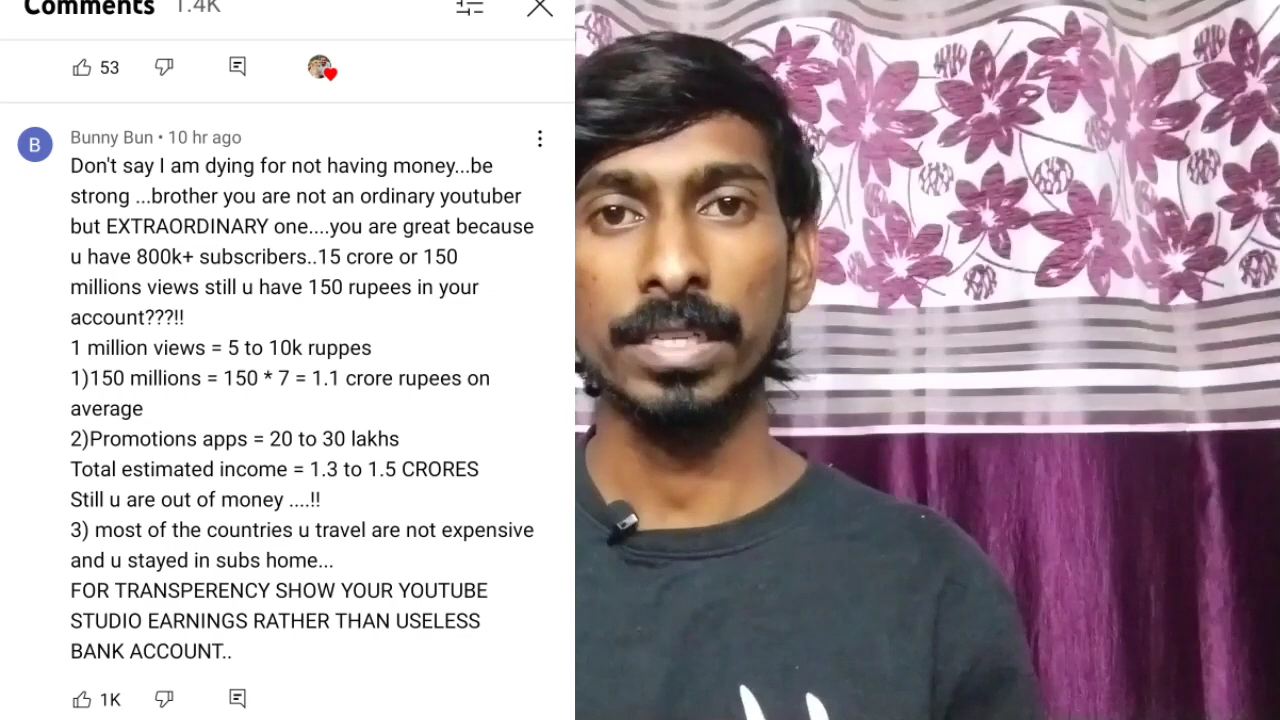 Comments 1.4K
53
B
Bunny Bun • 10 hr ago
Don't say I am dying for not having money...be
strong ...brother you are not an ordinary youtuber
but EXTRAORDINARY one....you are great because
u have 800k+ subscribers..15 crore or 150
millions views still u have 150 rupees in your
account???!!
1 million views = 5 to 10k ruppes
1)150 millions = 150 * 7 = 1.1 crore rupees on
average
2)Promotions apps = 20 to 30 lakhs
Total estimated income = 1.3 to 1.5 CRORES
Still u are out of money ....!!
3) most of the countries u travel are not expensive
and u stayed in subs home...
FOR TRANSPERENCY SHOW YOUR YOUTUBE
STUDIO EARNINGS RATHER THAN USELESS
BANK ACCOUNT..
1K